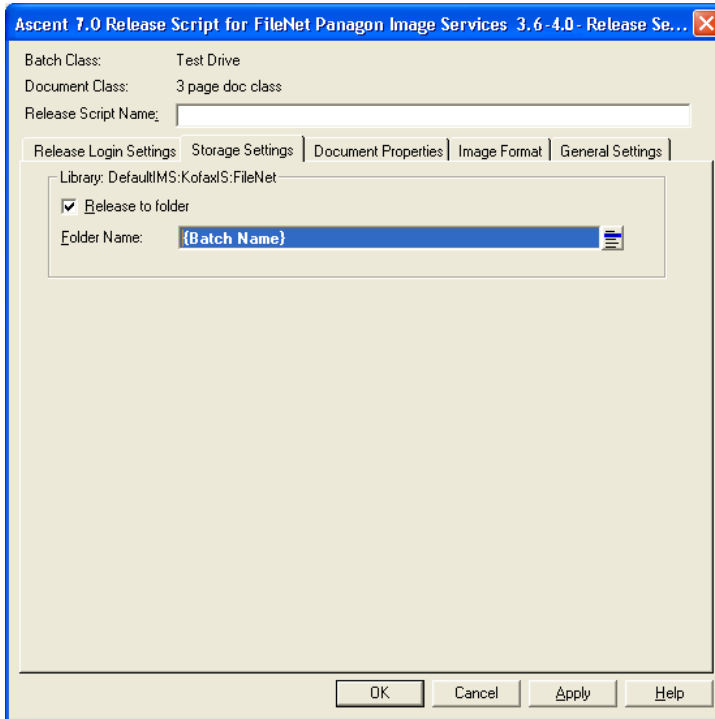 Ascent 7.0 Release Script for FileNet Panagon Image Services 3.6-4.0- Release Se...
Batch Class: Test Drive
Document Class: 3 page doc class
Release Script Name:
Release Login Settings Storage Settings Document Properties Image Format General Settings
Library: DefaultIMS:KofaxIS:FileNet
Release to folder
Folder Name: {Batch Name}
OK Cancel Apply Help